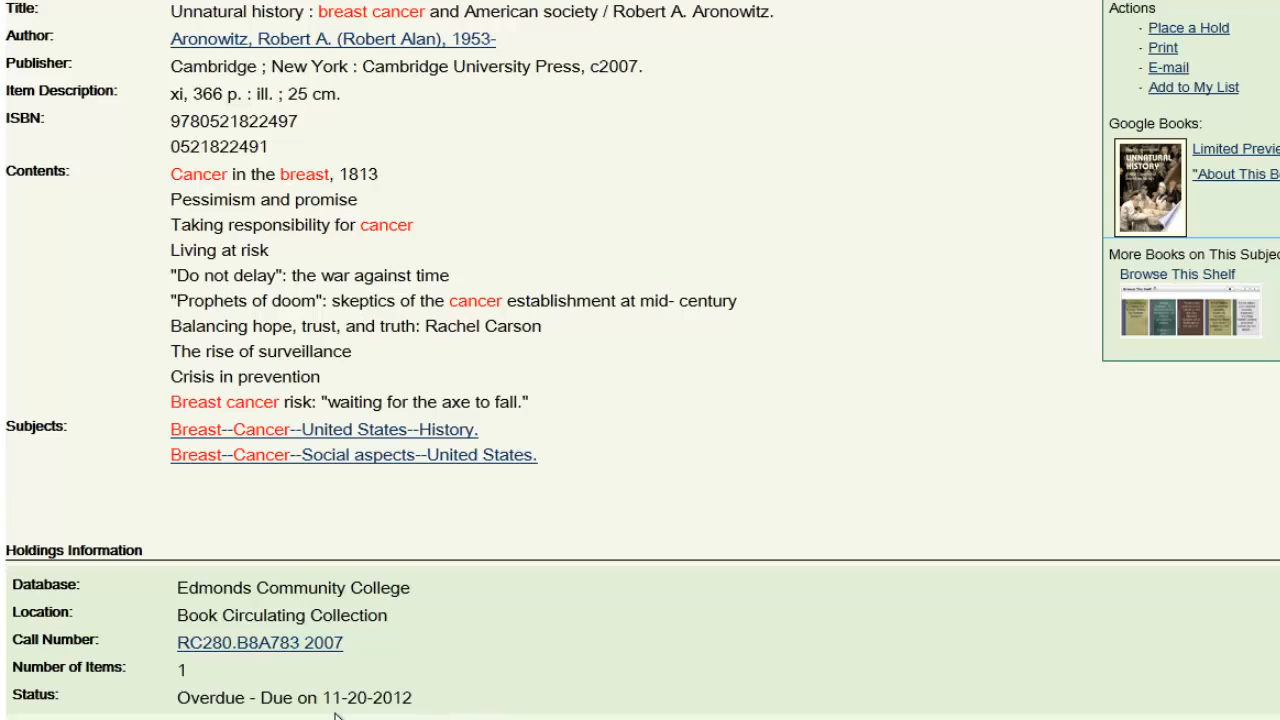 Title: Unnatural history : breast cancer and American society / Robert A. Aronowitz.
Author: Aronowitz, Robert A. (Robert Alan), 1953-
Publisher: Cambridge ; New York : Cambridge University Press, c2007.
Item Description: xi, 366 p. : ill. ; 25 cm.
ISBN: 9780521822497
0521822491
Contents: Cancer in the breast, 1813
Pessimism and promise
Taking responsibility for cancer
Living at risk
"Do not delay": the war against time
"Prophets of doom": skeptics of the cancer establishment at mid- century
Balancing hope, trust, and truth: Rachel Carson
The rise of surveillance
Crisis in prevention
Breast cancer risk: "waiting for the axe to fall."
Subjects: Breast--Cancer--United States--History.
Breast--Cancer--Social aspects--United States.
Actions
- Place a Hold
- Print
- E-mail
- Add to My List
Google Books:
UNNATURAL
HISTORY
Limited Previe
"About This B
More Books on This Subjec
Browse This Shelf
Holdings Information
Database: Edmonds Community College
Location: Book Circulating Collection
Call Number: RC280.B8A783 2007
Number of Items: 1
Status: Overdue - Due on 11-20-2012